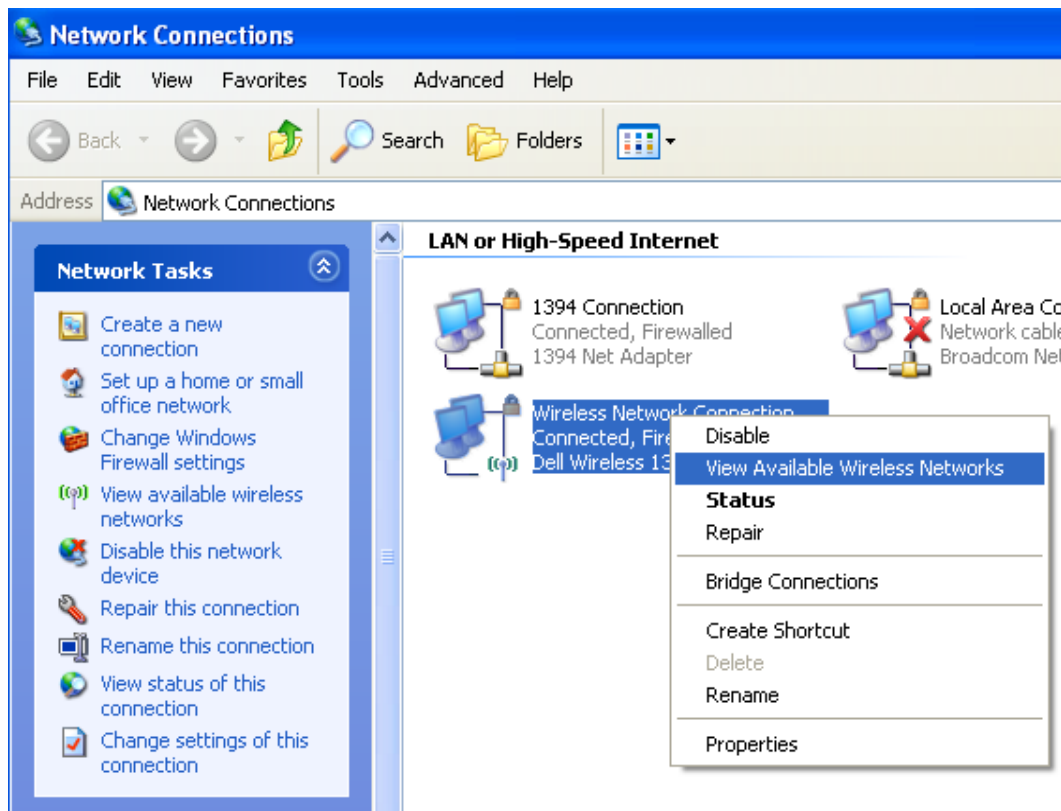 Network Connections
File Edit View Favorites Tools Advanced Help
Back Search Folders
Address Network Connections
Network Tasks
Create a new
connection
Set up a home or small
office network
Change Windows
Firewall settings
View available wireless
networks
Disable this network
device
Repair this connection
Rename this connection
View status of this
connection
Change settings of this
connection
LAN or High-Speed Internet
1394 Connection
Connected, Firewalled
1394 Net Adapter
Local Area
Network
Broadcom
Wireless Network Connection
Connected,
Dell Wireless
Disable
View Available Wireless Networks
Status
Repair
Bridge Connections
Create Shortcut
Delete
Rename
Properties